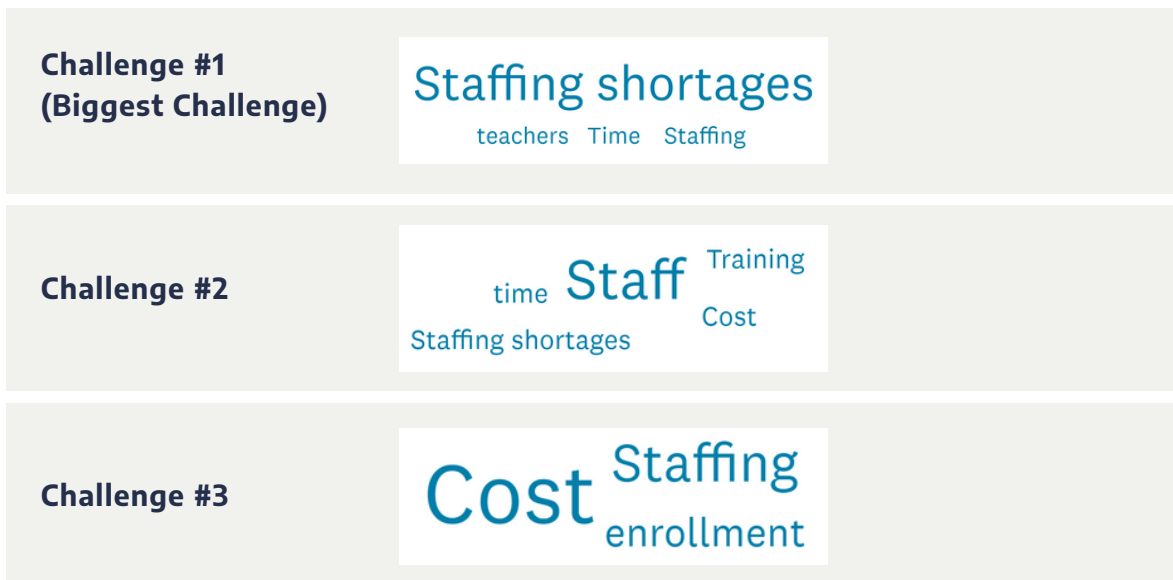 Challenge #1
(Biggest Challenge)
Staffing shortages
teachers Time Staffing
Challenge #2
Training
time Staff
Cost
Staffing shortages
Challenge #3
Cost Staffing
enrollment